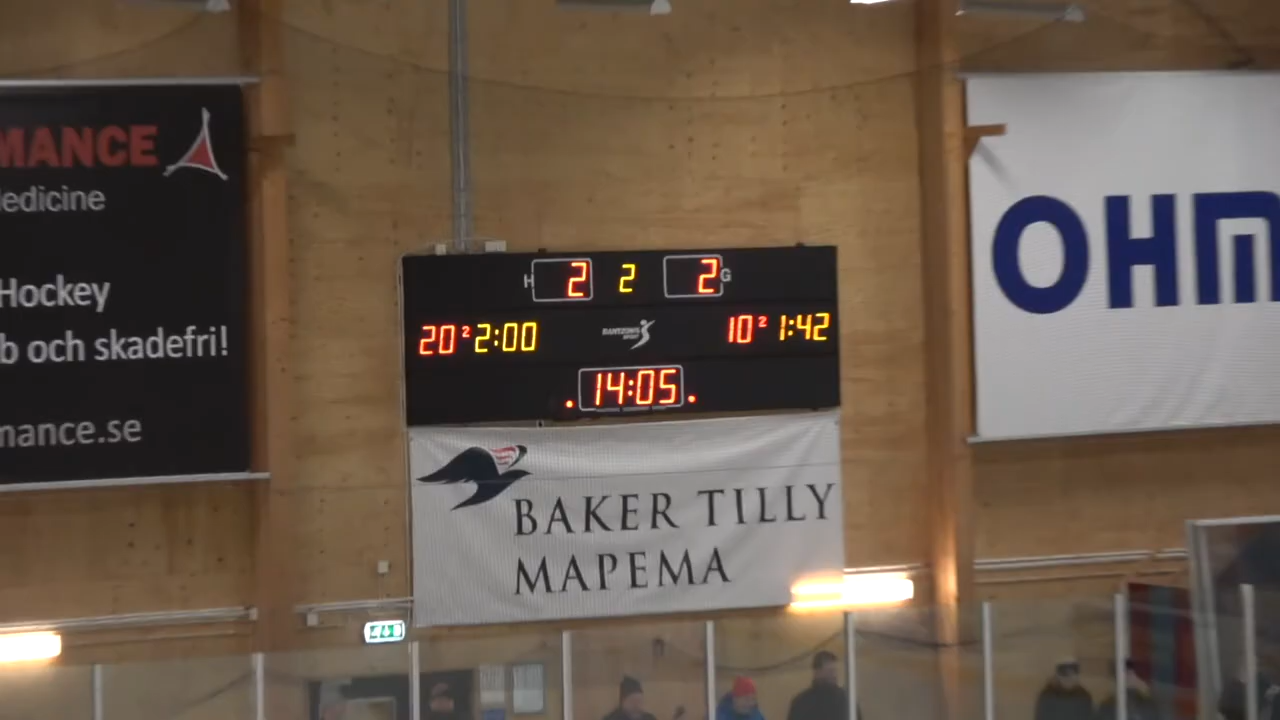 MANCE
edicine
Hockey
b och skadefri!
mance.se
H 2 2 2 G
20 2 2:00 10 2 1:42
14:05
BAKER TILLY
MAPEMA
OHM